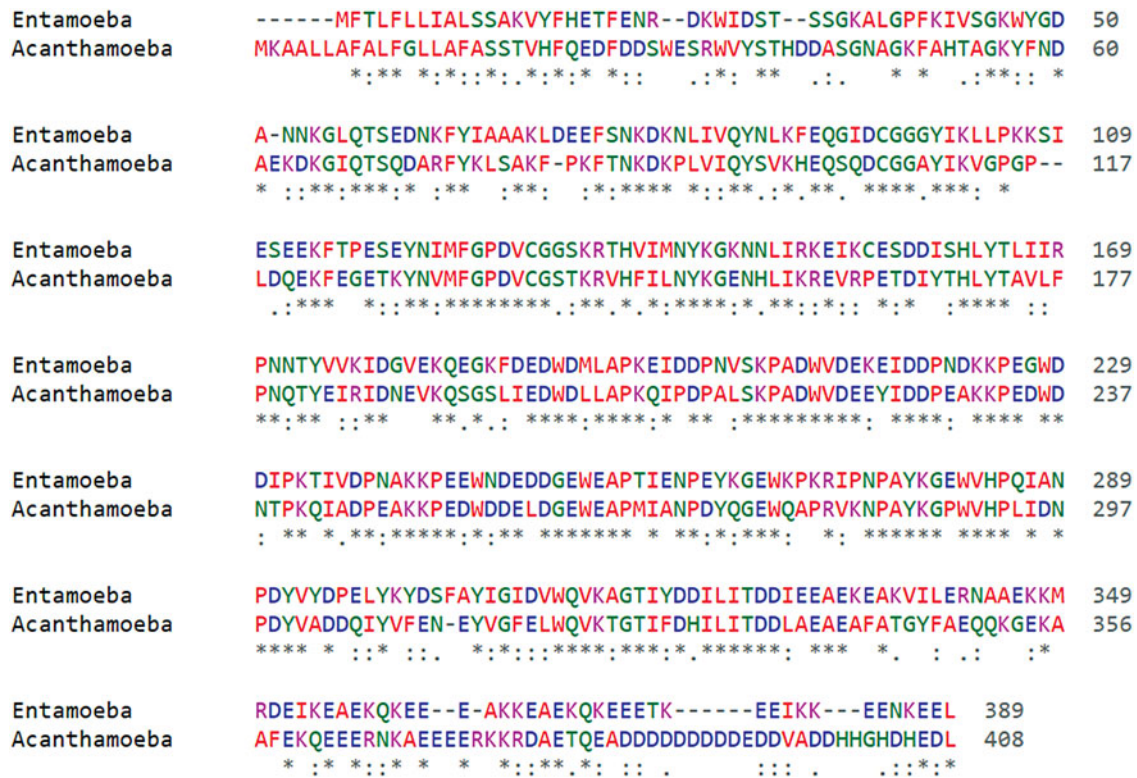 Entamoeba ------MFTLFLLIALSSAKVYFHETFENR--DKWIDST--SSGKALGPFKIVSGKWYGD 50
Acanthamoeba MKAALLAFALFGLLAFASSTVHFQEDFDDSWESRWVYSTHDDASGNAGKFAHTAGKYFND 60
*:** *:*::.*:*:* *:: .:*: ** .:. * * .:**:: *
Entamoeba A-NNKGLQTSEDNKFYIAAAKLDEEFSNKDKNLIVQYNLKFEQGIDCGGGYIKLLPKKSI 109
Acanthamoeba AEKDKGIQTSQDARFYKLSAKF-PKFTNKDKPLVIQYSVKHEQSQDCGGAYIKVGPGP-- 117
* ::**:***:* :** :**: :*:**** *::**.:*.**. ****.***: *
Entamoeba ESEEKFTPESEYNIMFGPDVCGGSKRTHVIMNYKGKNNLIRKEIKCESDDISHLYTLIIR 169
Acanthamoeba LDQEKFEGETKYNVMFGPDVCGSTKRVHFILNYKGENHLIKREVRPETDIYTHLYTAVLF 177
.:*** *::**:********.:**.*.*:****:*.**::*:: *:* :**** ::
Entamoeba PNNTYVVKIDGVEKQEGKFDEDWDMLAPKEIDDPNVSKPADWVDEKEIDDPNDKKPEGWD 229
Acanthamoeba PNQTYEIRIDNEVKQSGSLIEDWDLLAPKQIPDPALSKPADWVDEEYIDDPEAKKPEDWD 237
**:** ::** **.*.: ****:****:* ** :*********: ****: ****.**
Entamoeba DIPKTIVDPNAKKPEEWNDEDDGEWEAPTIENPEYKGEWKPKRIPNPAYKGEWVHPQIAN 289
Acanthamoeba NTPKQIADPEAKKPEDWDDELDGEWEAPMIANPDYQGEWQAPRVKNPAYKGPWVHPLIDN 297
: ** *.**:*****:*:** ******* * **:*:***: *: ****** **** * *
Entamoeba PDYVYDPELYKYDSFAYIGIDVWQVKAGTIYDDILITDDIEEAEKEAKVILERNAAEKKM 349
Acanthamoeba PDYVADDQIYVFEN-EYVGFELWQVKTGTIFDHILITDDLAEAEAFATGYFAEQQKGEKA 356
**** * ::* ::. *:*:::****:***:*.******: *** *. : .: :*
Entamoeba RDEIKEAEKQKEE--E-AKKEAEKQKEEETK------EEIKK---EENKEEL 389
Acanthamoeba AFEKQEEERNKAEEEERKKRDAETQEADDDDDDDDDEDDVADDHHGHDHEDL 408
* :* *::* * * *::**.*: :: . ::: . .::*:*